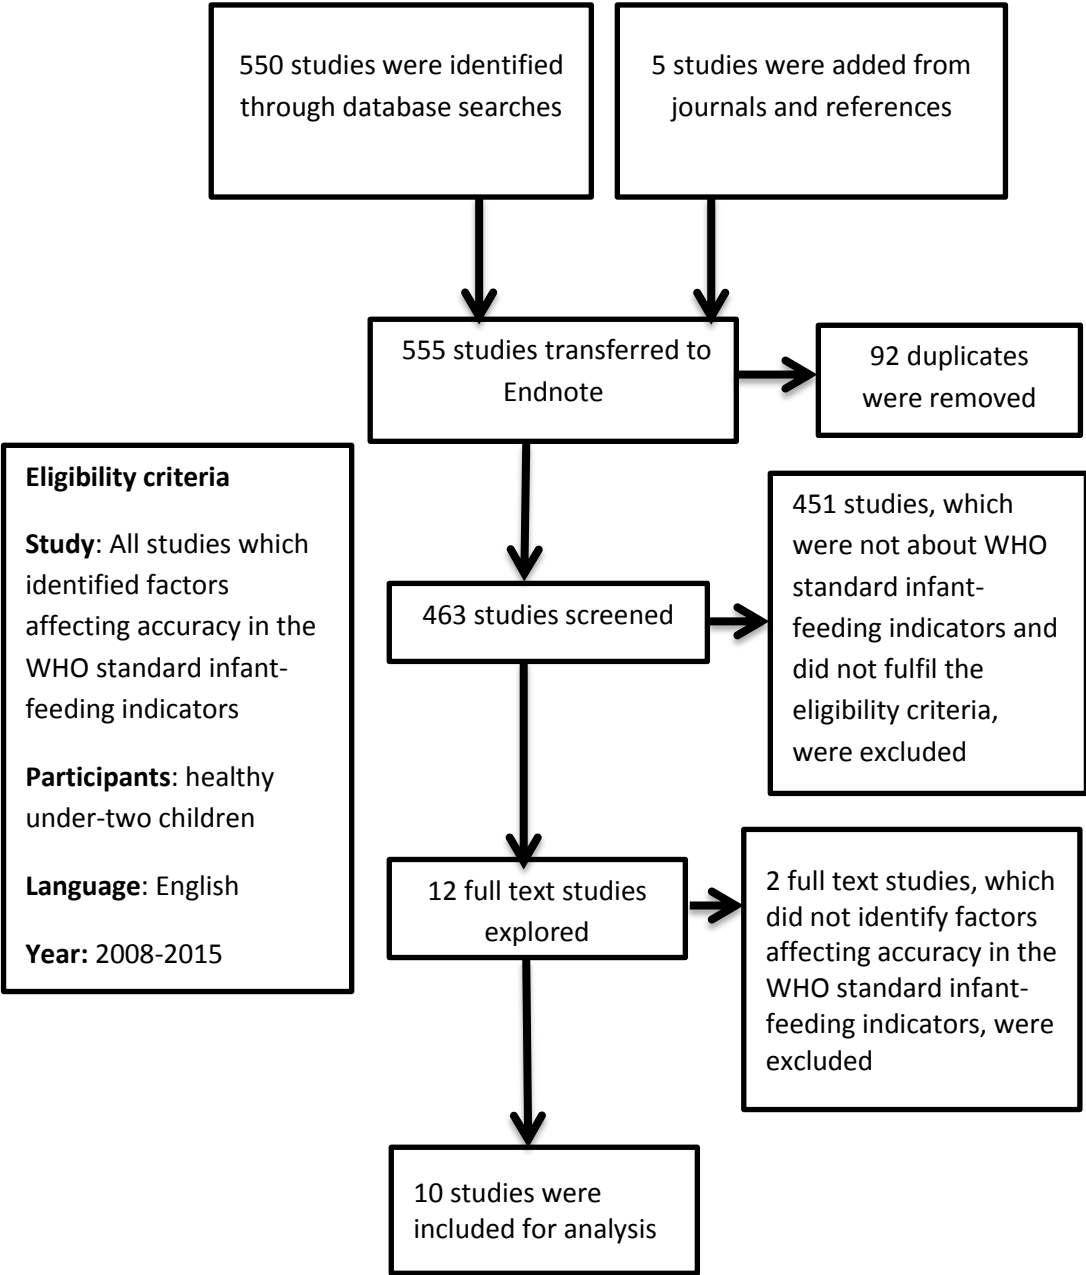 550 studies were identified
through database searches
5 studies were added from
journals and references
555 studies transferred to
Endnote
92 duplicates
were removed
Eligibility criteria
Study: All studies which
identified factors
affecting accuracy in the
WHO standard infant-
feeding indicators
Participants: healthy
under-two children
Language: English
Year: 2008-2015
463 studies screened
451 studies, which
were not about WHO
standard infant-
feeding indicators and
did not fulfil the
eligibility criteria,
were excluded
12 full text studies
explored
2 full text studies, which
did not identify factors
affecting accuracy in the
WHO standard infant-
feeding indicators, were
excluded
10 studies were
included for analysis